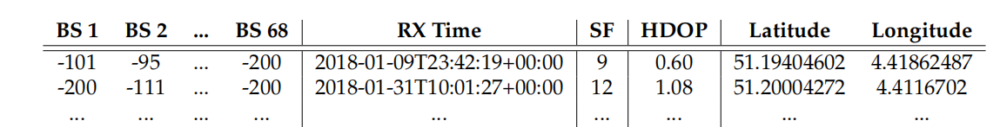 BS 1 BS 2 ... BS 68 RX Time SF HDOP Latitude Longitude
-101 -95 ... -200 2018-01-09T23:42:19+00:00 9 0.60 51.19404602 4.41862487
-200 -111 ... -200 2018-01-31T10:01:27+00:00 12 1.08 51.20004272 4.4116702
... ... ... ... ... ... ... ... ...